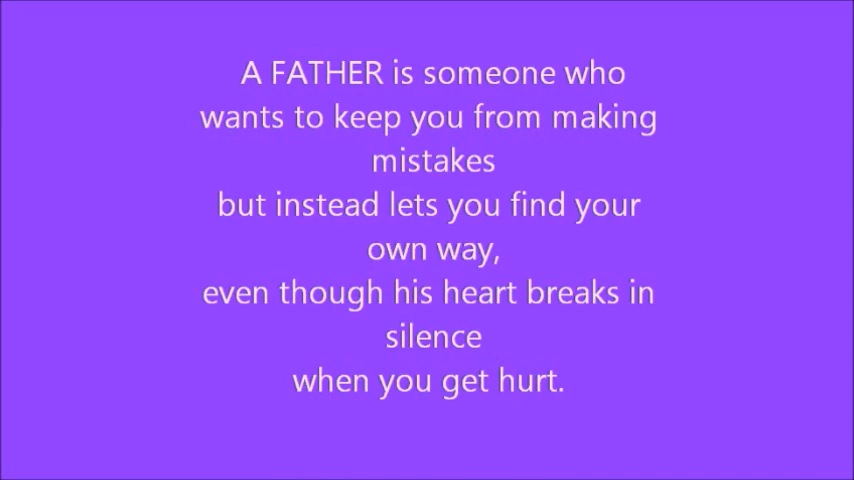 A FATHER is someone who
wants to keep you from making
mistakes
but instead lets you find your
own way,
even though his heart breaks in
silence
when you get hurt.